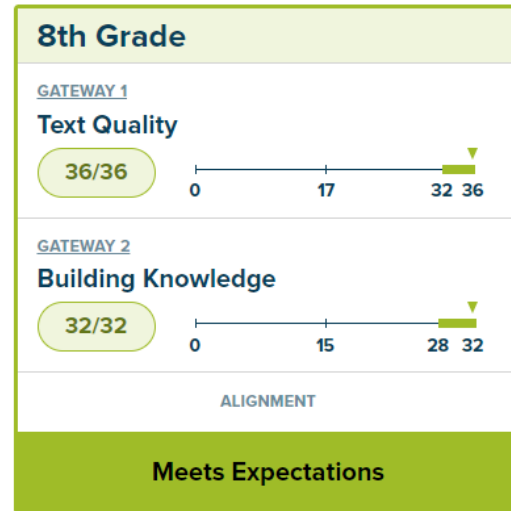 8th Grade
GATEWAY 1
Text Quality
36/36
0 17 32 36
GATEWAY 2
Building Knowledge
32/32
0 15 28 32
ALIGNMENT
Meets Expectations